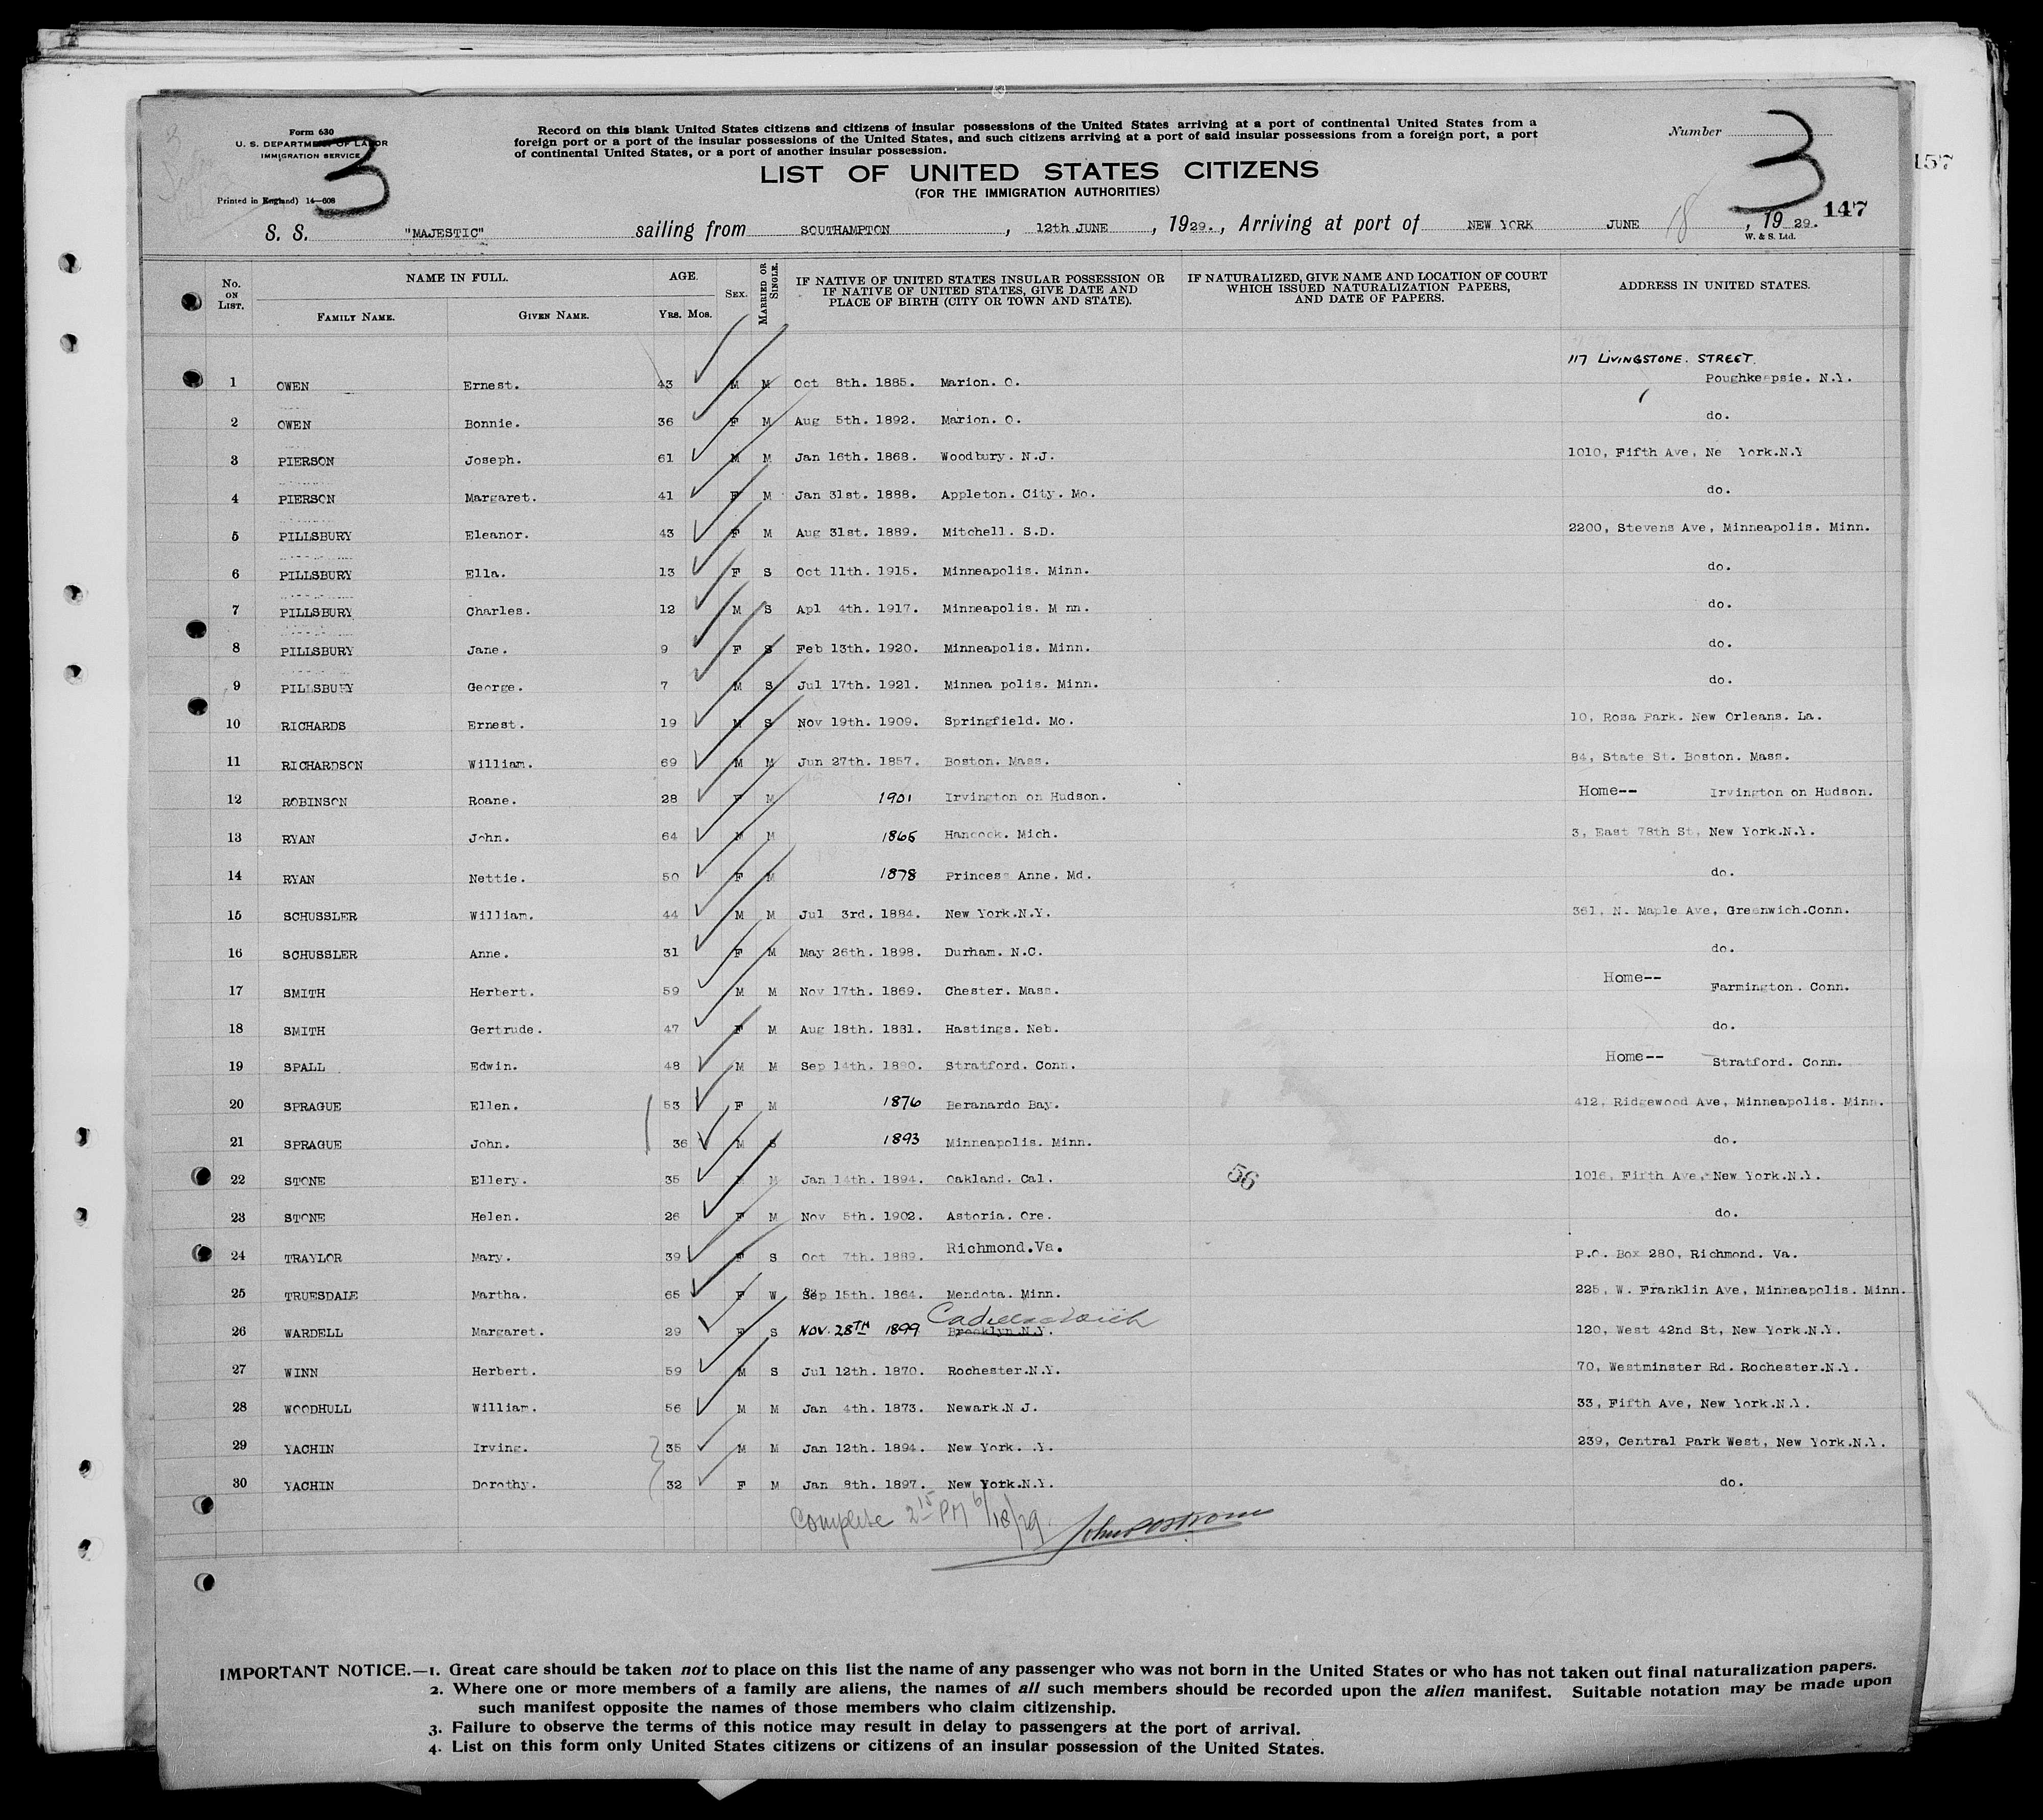 Form 630
U. S. DEPARTMENT OF LABOR
IMMIGRATION SERVICE
Printed in England) 14—608
3
Record on this blank United States citizens and citizens of insular possessions of the United States arriving at a port of continental United States from a
foreign port or a port of the insular possessions of the United States, and such citizens arriving at a port of said insular possessions from a foreign port, a port
of continental United States, or a port of another insular possession.
Number 3
157
LIST OF UNITED STATES CITIZENS
(FOR THE IMMIGRATION AUTHORITIES)
147
S. S. "MAJESTIC" sailing from SOUTHAMPTON, 12th JUNE, 1929., Arriving at port of NEW YORK JUNE 18, 1929.
W. & S. Ltd.
No. ON LIST. NAME IN FULL. FAMILY NAME. GIVEN NAME. AGE. YRS. MOS. SEX. MARRIED OR SINGLE. IF NATIVE OF UNITED STATES INSULAR POSSESSION OR IF NATIVE OF UNITED STATES, GIVE DATE AND PLACE OF BIRTH (CITY OR TOWN AND STATE). IF NATURALIZED, GIVE NAME AND LOCATION OF COURT WHICH ISSUED NATURALIZATION PAPERS, AND DATE OF PAPERS. ADDRESS IN UNITED STATES.
117 LIVINGSTONE. STREET
1 OWEN Ernest. 43 M M Oct 8th. 1885. Marion. O. Poughkeepsie. N.Y.
2 OWEN Bonnie. 36 F M Aug 5th. 1892. Marion. O. do.
3 PIERSON Joseph. 61 M M Jan 16th. 1868. Woodbury. N.J. 1010, Fifth Ave, Ne York.N.Y
4 PIERSON Margaret. 41 F M Jan 31st. 1888. Appleton. City. Mo. do.
5 PILLSBURY Eleanor. 43 F M Aug 31st. 1889. Mitchell. S.D. 2200, Stevens Ave, Minneapolis. Minn.
6 PILLSBURY Ella. 13 F S Oct 11th. 1915. Minneapolis. Minn. do.
7 PILLSBURY Charles. 12 M S Apl 4th. 1917. Minneapolis. M nn. do.
8 PILLSBURY Jane. 9 F S Feb 13th. 1920. Minneapolis. Minn. do.
9 PILLSBURY George. 7 M S Jul 17th. 1921. Minnea polis. Minn. do.
10 RICHARDS Ernest. 19 M S Nov 19th. 1909. Springfield. Mo. 10, Rosa Park. New Orleans. La.
11 RICHARDSON William. 69 M M Jun 27th. 1857. Boston. Mass. 84, State St. Boston. Mass.
12 ROBINSON Roane. 28 F M 1901 Irvington on Hudson. Home-- Irvington on Hudson.
13 RYAN John. 64 M M 1865 Hancock. Mich. 3, East 78th St, New York.N.Y.
14 RYAN Nettie. 50 F M 1878 Princess Anne. Md. do.
15 SCHUSSLER William. 44 M M Jul 3rd. 1884. New York.N.Y. 361, N. Maple Ave, Greenwich.Conn.
16 SCHUSSLER Anne. 31 F M May 26th. 1898. Durham. N.C. do.
17 SMITH Herbert. 59 M M Nov 17th. 1869. Chester. Mass. Home-- Farmington. Conn.
18 SMITH Gertrude. 47 F M Aug 18th. 1881. Hastings. Neb. do.
19 SPALL Edwin. 48 M M Sep 14th. 1880. Stratford. Conn. Home-- Stratford. Conn.
20 SPRAGUE Ellen. 53 F M 1876 Beranardo Bay. 412, Ridgewood Ave, Minneapolis. Minn.
21 SPRAGUE John. 36 M S 1893 Minneapolis. Minn. do.
22 STONE Ellery. 35 M M Jan 14th. 1894. Oakland. Cal. 56 1016, Fifth Ave, New York.N.Y.
23 STONE Helen. 26 F M Nov 5th. 1902. Astoria. Ore. do.
24 TRAYLOR Mary. 39 F S Oct 7th. 1889. Richmond.Va. P.O. Box 280, Richmond. Va.
25 TRUESDALE Martha. 65 F W Sep 15th. 1864. Mendota. Minn. 225, W. Franklin Ave, Minneapolis. Minn.
26 WARDELL Margaret. 29 F S NOV. 28TH 1899 Brooklyn.N.Y. 120, West 42nd St, New York.N.Y.
27 WINN Herbert. 59 M S Jul 12th. 1870. Rochester.N.Y. 70, Westminster Rd. Rochester.N.Y.
28 WOODHULL William. 56 M M Jan 4th. 1873. Newark.N J. 33, Fifth Ave, New York.N.Y.
29 YACHIN Irving. 35 M M Jan 12th. 1894. New York. .Y. 239, Central Park West, New York.N.Y.
30 YACHIN Dorothy. 32 F M Jan 8th. 1897. New York.N.Y. do.
Complete 2 15 PM 6/18/29.
IMPORTANT NOTICE.—1. Great care should be taken not to place on this list the name of any passenger who was not born in the United States or who has not taken out final naturalization papers.
2. Where one or more members of a family are aliens, the names of all such members should be recorded upon the alien manifest. Suitable notation may be made upon
such manifest opposite the names of those members who claim citizenship.
3. Failure to observe the terms of this notice may result in delay to passengers at the port of arrival.
4. List on this form only United States citizens or citizens of an insular possession of the United States.